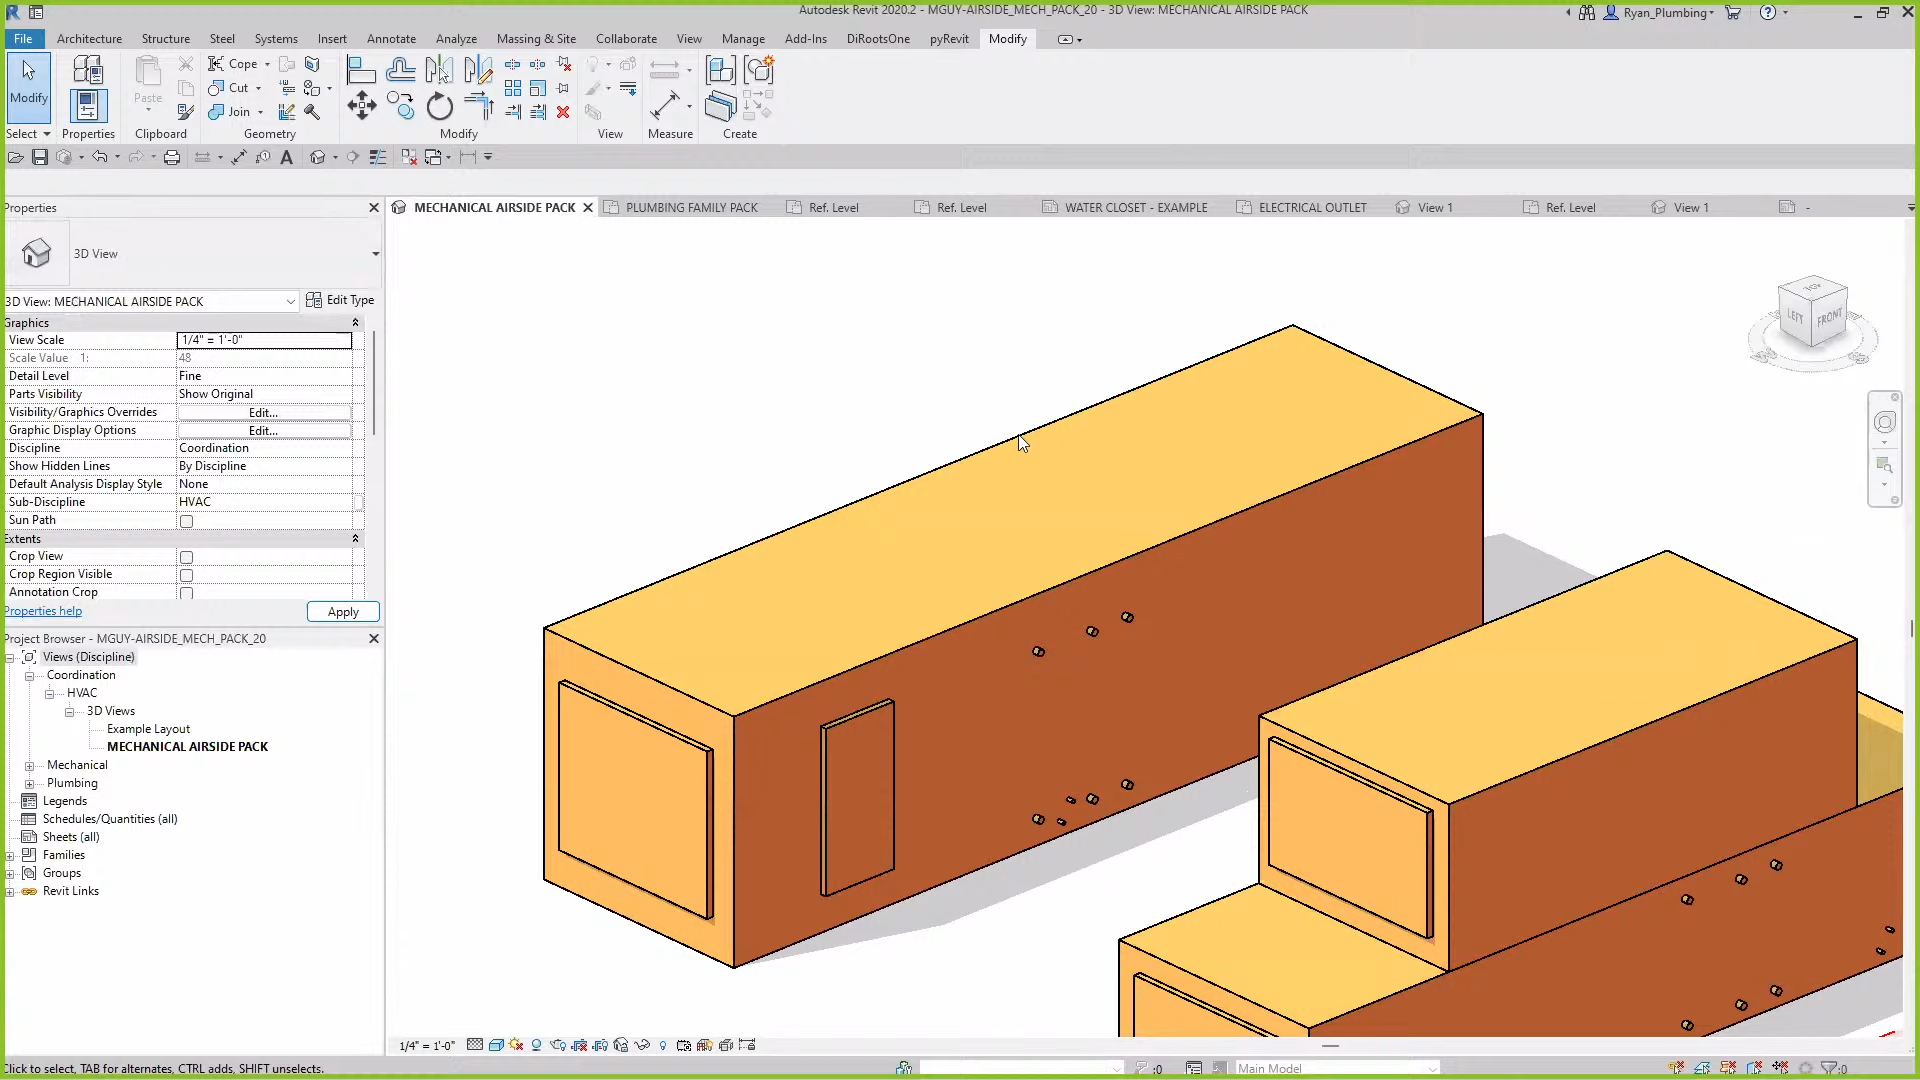 Autodesk Revit 2020.2 - MGUY-AIRSIDE_MECH_PACK_20 - 3D View: MECHANICAL AIRSIDE PACK
Ryan_Plumbing
File Architecture Structure Steel Systems Insert Annotate Analyze Massing & Site Collaborate View Manage Add-Ins DiRootsOne pyRevit Modify
Modify
Paste
Cope
Cut
Join
Select Properties Clipboard Geometry Modify View Measure Create
Properties
MECHANICAL AIRSIDE PACK PLUMBING FAMILY PACK Ref. Level Ref. Level WATER CLOSET - EXAMPLE ELECTRICAL OUTLET View 1 Ref. Level View 1 -
3D View
3D View: MECHANICAL AIRSIDE PACK Edit Type
Graphics
View Scale 1/4" = 1'-0"
Scale Value 1: 48
Detail Level Fine
Parts Visibility Show Original
Visibility/Graphics Overrides Edit...
Graphic Display Options Edit...
Discipline Coordination
Show Hidden Lines By Discipline
Default Analysis Display Style None
Sub-Discipline HVAC
Sun Path
Extents
Crop View
Crop Region Visible
Annotation Crop
Properties help Apply
Project Browser - MGUY-AIRSIDE_MECH_PACK_20
Views (Discipline)
Coordination
HVAC
3D Views
Example Layout
MECHANICAL AIRSIDE PACK
Mechanical
Plumbing
Legends
Schedules/Quantities (all)
Sheets (all)
Families
Groups
Revit Links
TOP
LEFT FRONT
1/4" = 1'-0"
Click to select, TAB for alternates, CTRL adds, SHIFT unselects.
:0
Main Model
:0